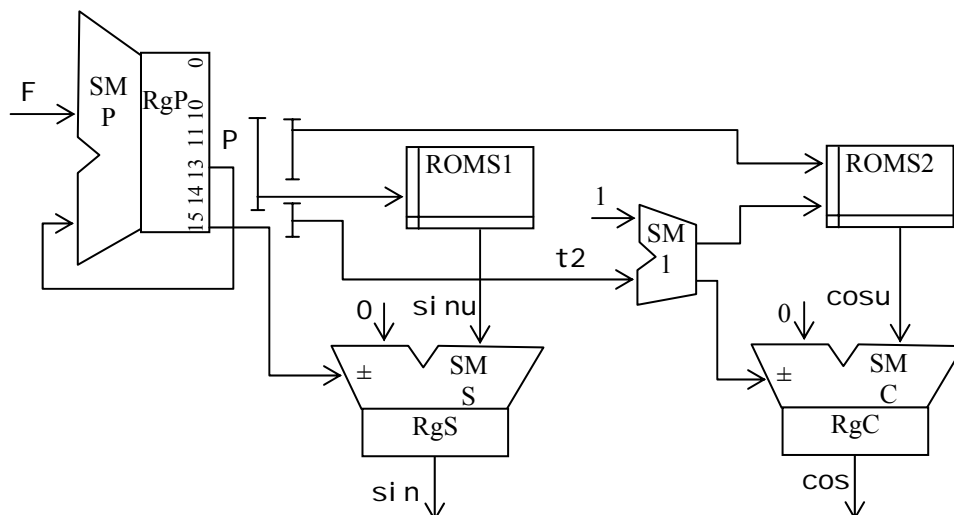 F
SM
P
RgP
0
10
11
13
14
15
P
ROMS1
ROMS2
1
SM
1
t2
sinu
cosu
0
0
±
SM
S
±
SM
C
RgS
RgC
sin
cos